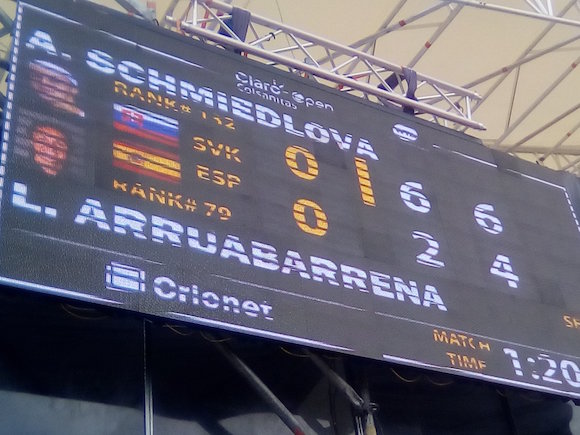 Claro Open
Colsanitas
A. SCHMIEDLOVA
RANK# 132
SVK 0 6 6
ESP 0 2 4
RANK# 79
L. ARRUABARRENA
Orionet
MATCH
TIME 1:20